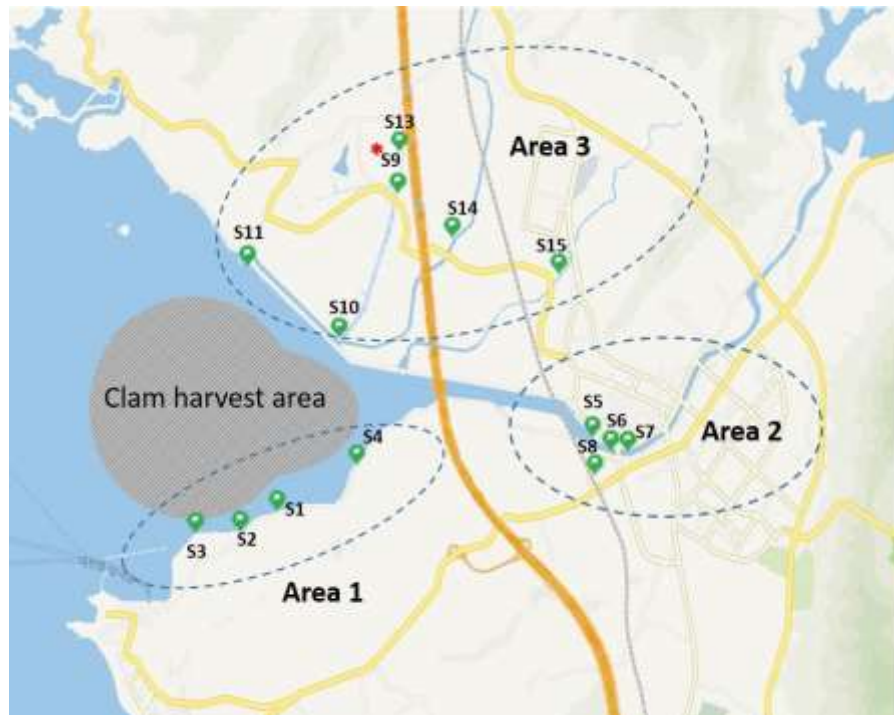 S13
Area 3
S9
S14
S11
S15
S10
Clam harvest area
S5
S6
S7
Area 2
S4
S8
S1
S2
S3
Area 1